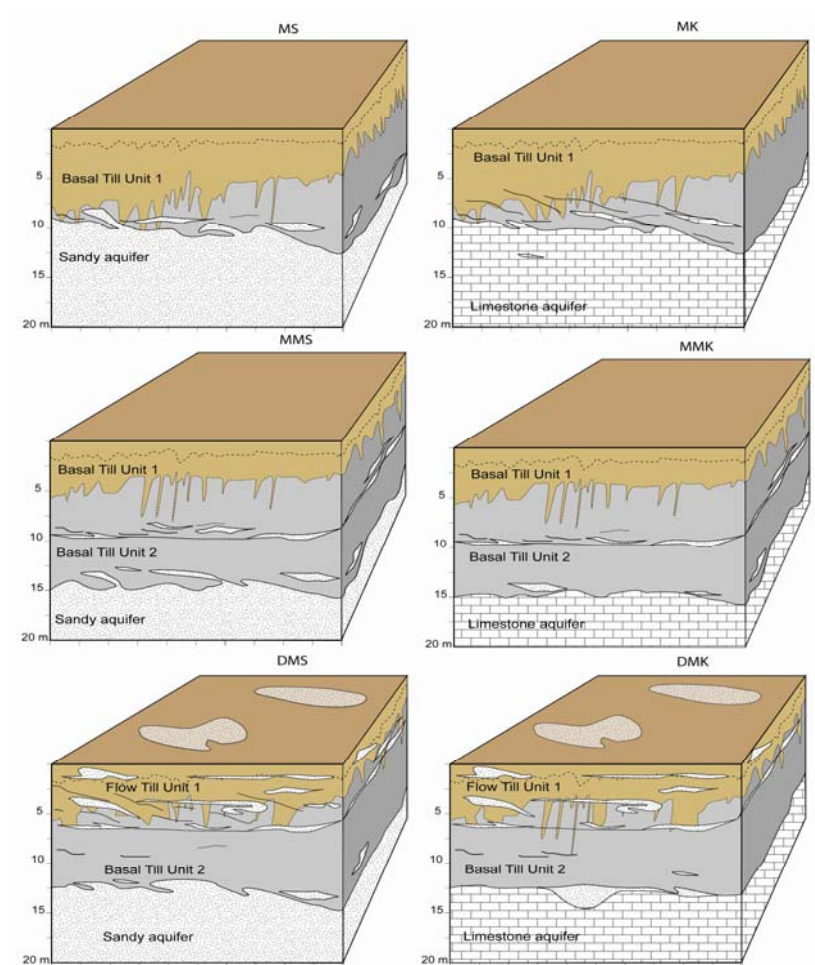 MS
5
Basal Till Unit 1
10
Sandy aquifer
15
20 m
MK
5
Basal Till Unit 1
10
15
Limestone aquifer
20 m
MMS
Basal Till Unit 1
5
10
Basal Till Unit 2
15
Sandy aquifer
20 m
MMK
Basal Till Unit 1
5
10
Basal Till Unit 2
15
Limestone aquifer
20 m
DMS
Flow Till Unit 1
5
10
Basal Till Unit 2
15
Sandy aquifer
20 m
DMK
Flow Till Unit 1
5
10
Basal Till Unit 2
15
Limestone aquifer
20 m